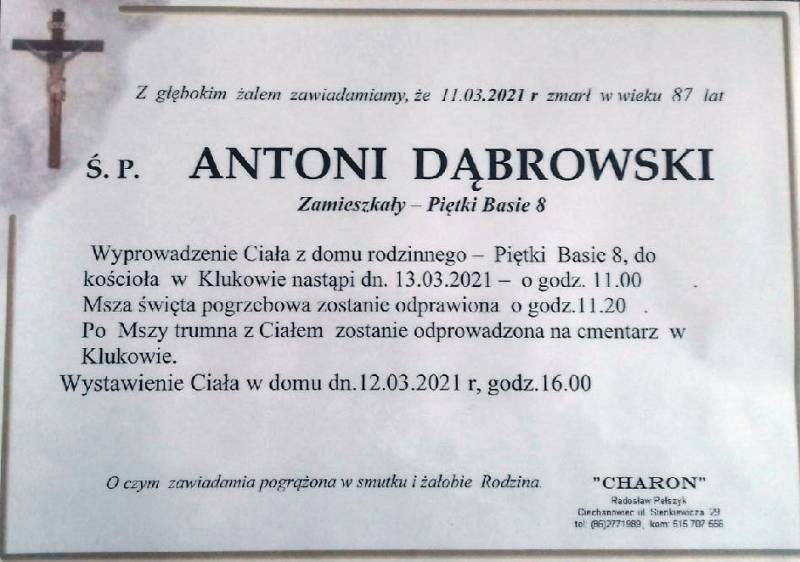 Z głębokim żalem zawiadamiamy, że 11.03.2021 r zmarł w wieku 87 lat
Ś. P. ANTONI DĄBROWSKI
Zamieszkały – Piętki Basie 8
Wyprowadzenie Ciała z domu rodzinnego – Piętki Basie 8, do
kościoła w Klukowie nastąpi dn. 13.03.2021 – o godz. 11.00 .
Msza święta pogrzebowa zostanie odprawiona o godz.11.20 .
Po Mszy trumna z Ciałem zostanie odprowadzona na cmentarz w
Klukowie.
Wystawienie Ciała w domu dn.12.03.2021 r, godz.16.00
O czym zawiadamia pogrążona w smutku i żałobie Rodzina.
"CHARON"
Radosław Pełszyk
Ciechanowiec ul. Sienkiewicza 29
tel: (86)2771989, kom: 515 707 556